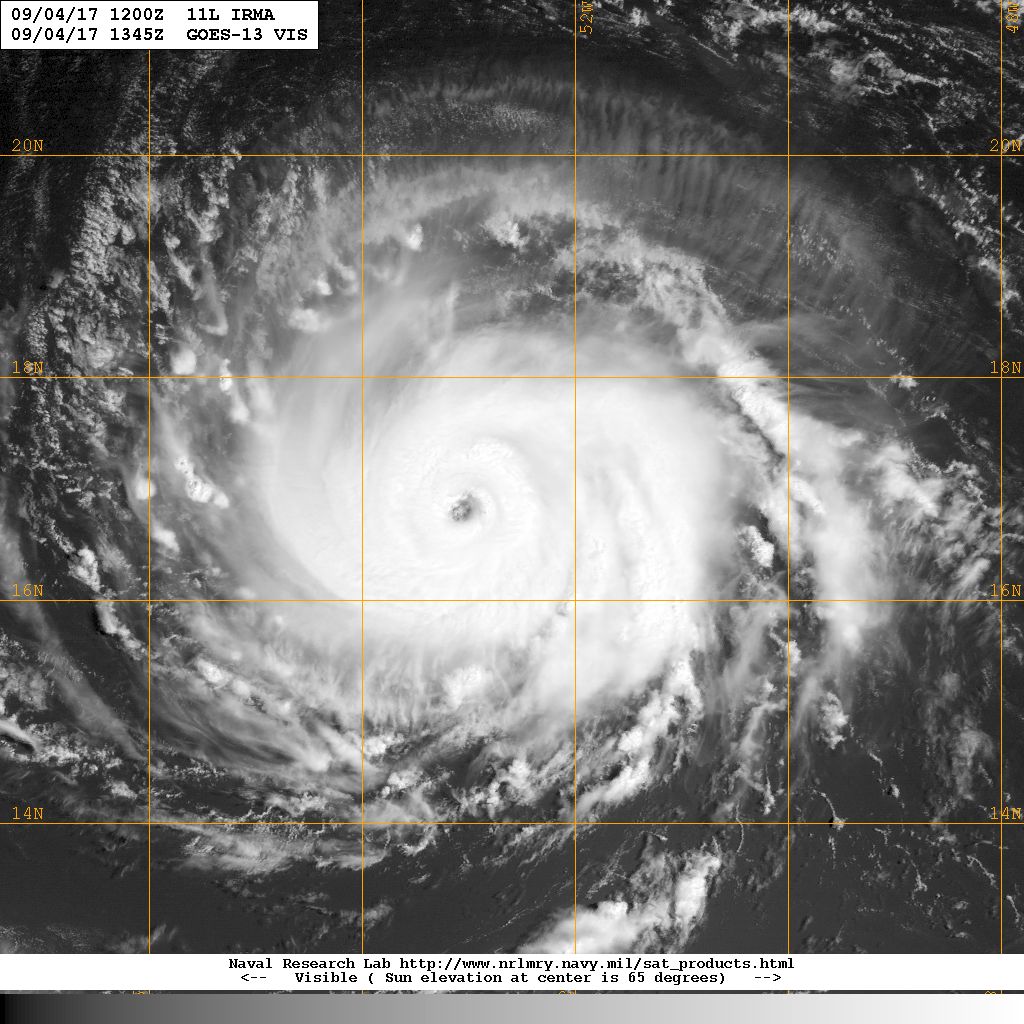 09/04/17 1200Z 11L IRMA
09/04/17 1345Z GOES-13 VIS
52W
48W
20N 20N
18N 18N
16N 16N
14N 14N
Naval Research Lab http://www.nrlmry.navy.mil/sat_products.html
<-- Visible ( Sun elevation at center is 65 degrees) -->